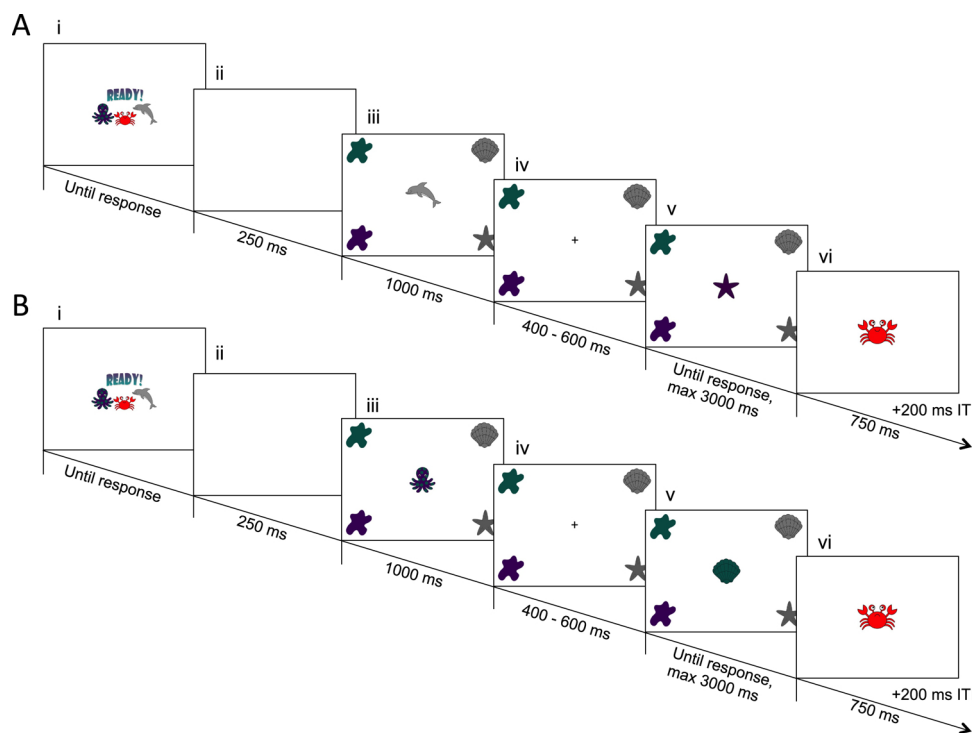 A
i
READY!
Until response
ii
250 ms
iii
1000 ms
iv
+
400 - 600 ms
v
Until response,
max 3000 ms
vi
750 ms
+200 ms IT
B
i
READY!
Until response
ii
250 ms
iii
1000 ms
iv
+
400 - 600 ms
v
Until response,
max 3000 ms
vi
750 ms
+200 ms IT